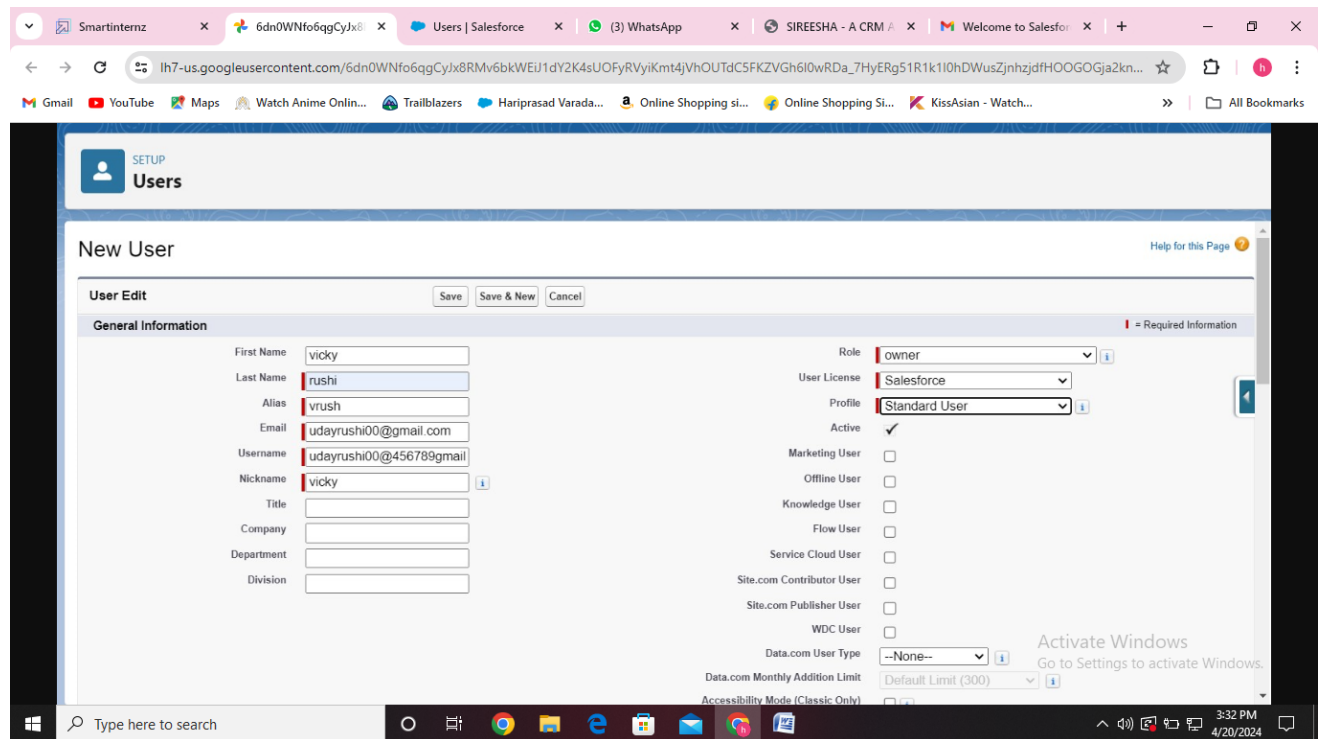 Smartinternz
6dn0WNfo6qgCyJx8
Users | Salesforce
(3) WhatsApp
SIREESHA - A CRM A
Welcome to Salesfor
lh7-us.googleusercontent.com/6dn0WNfo6qgCyJx8RMv6bkWEiJ1dY2K4sUOFyRVyiKmt4jVhOUTdC5FKZVGh6I0wRDa_7HyERg51R1k1I0hDWusZjnhzjdfHOOGOGja2kn...
h
Gmail YouTube Maps Watch Anime Onlin... Trailblazers Hariprasad Varada... Online Shopping si... Online Shopping Si... KissAsian - Watch... » All Bookmarks
SETUP
Users
New User
Help for this Page
User Edit Save Save & New Cancel
General Information = Required Information
First Name vicky
Last Name rushi
Alias vrush
Email udayrushi00@gmail.com
Username udayrushi00@456789gmail
Nickname vicky
Title
Company
Department
Division
Role owner
User License Salesforce
Profile Standard User
Active
Marketing User
Offline User
Knowledge User
Flow User
Service Cloud User
Site.com Contributor User
Site.com Publisher User
WDC User
Data.com User Type --None--
Data.com Monthly Addition Limit Default Limit (300)
Accessibility Mode (Classic Only)
Activate Windows
Go to Settings to activate Windows.
Type here to search
3:32 PM
4/20/2024